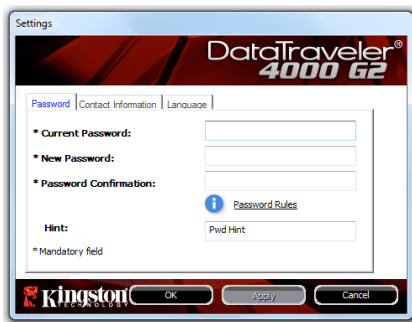 Settings
DataTraveler®
4000 G2
Password Contact Information Language
* Current Password:
* New Password:
* Password Confirmation:
Password Rules
Hint: Pwd Hint
* Mandatory field
Kingston OK Apply Cancel
TECHNOLOGY